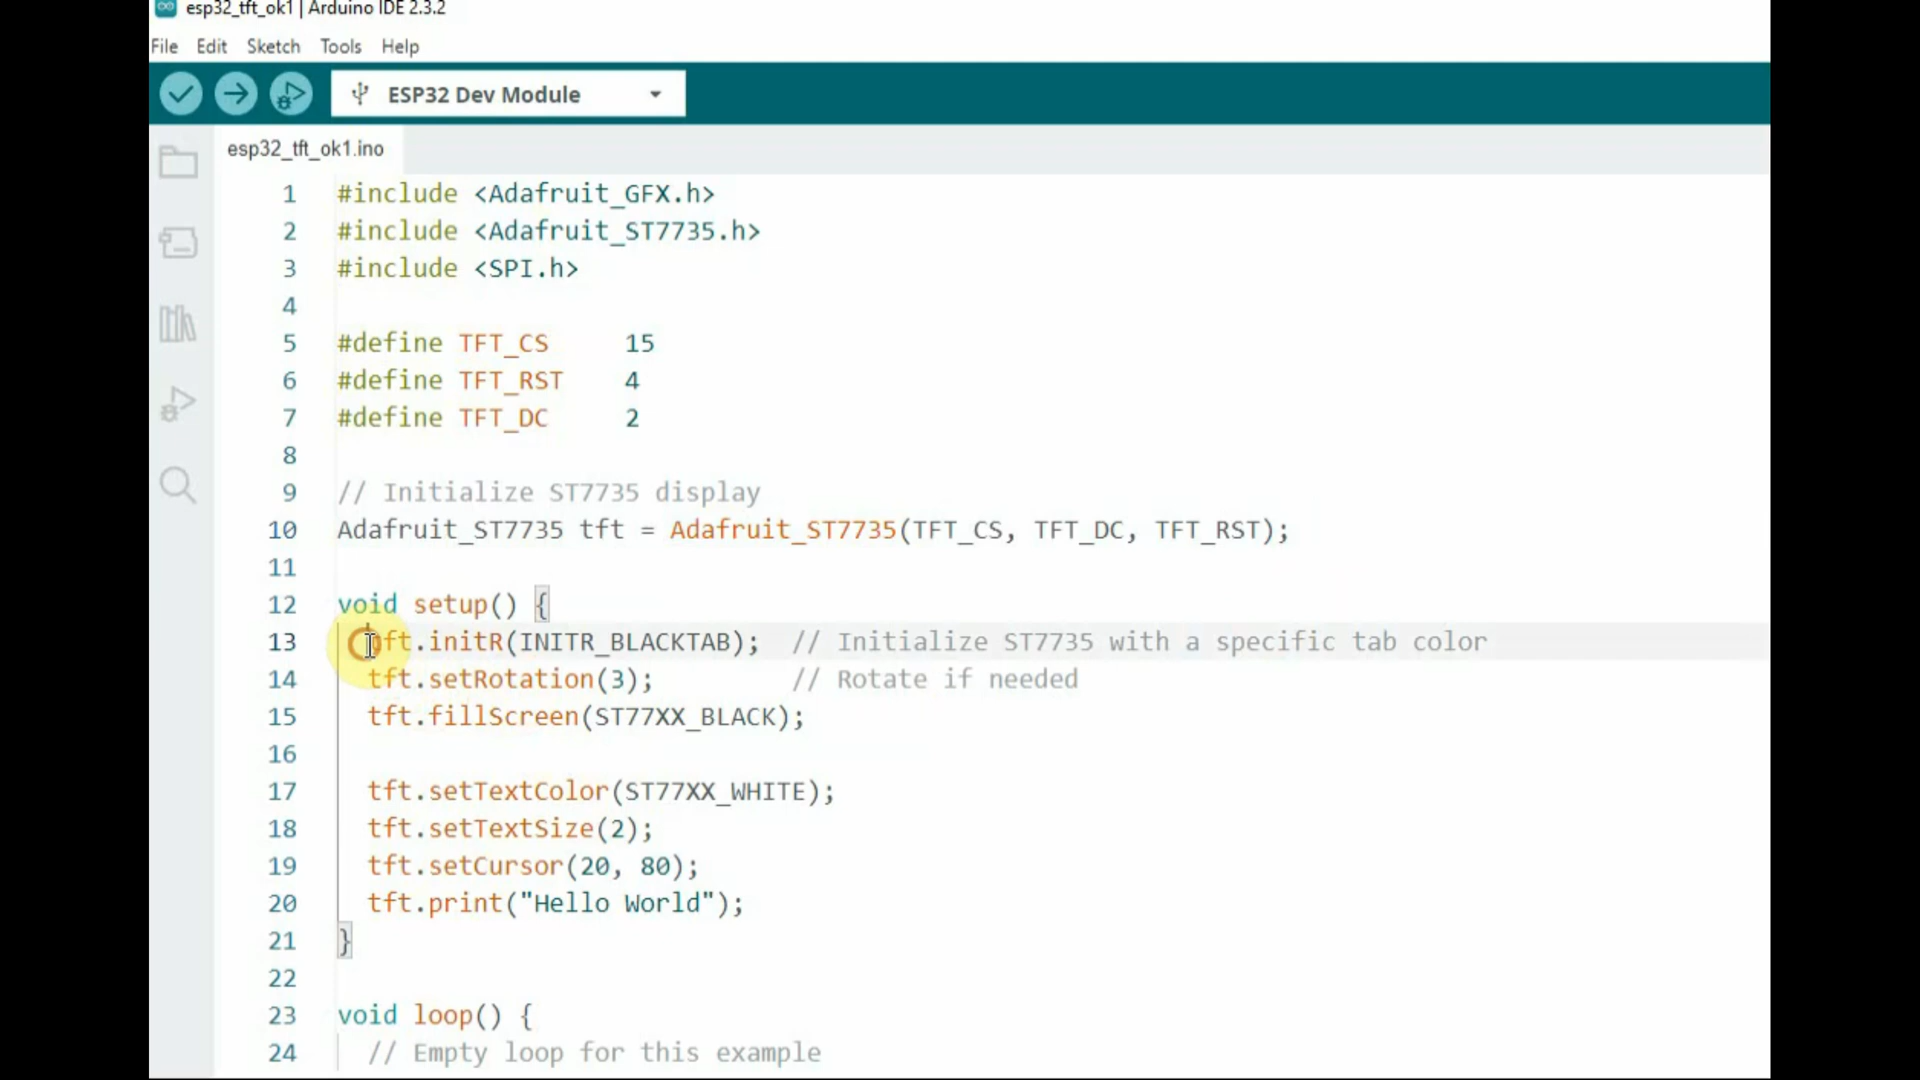 esp32_tft_ok1 | Arduino IDE 2.3.2
File Edit Sketch Tools Help
ESP32 Dev Module
esp32_tft_ok1.ino
1 #include <Adafruit_GFX.h>
2 #include <Adafruit_ST7735.h>
3 #include <SPI.h>
4
5 #define TFT_CS 15
6 #define TFT_RST 4
7 #define TFT_DC 2
8
9 // Initialize ST7735 display
10 Adafruit_ST7735 tft = Adafruit_ST7735(TFT_CS, TFT_DC, TFT_RST);
11
12 void setup() {
13 tft.initR(INITR_BLACKTAB); // Initialize ST7735 with a specific tab color
14 tft.setRotation(3); // Rotate if needed
15 tft.fillScreen(ST77XX_BLACK);
16
17 tft.setTextColor(ST77XX_WHITE);
18 tft.setTextSize(2);
19 tft.setCursor(20, 80);
20 tft.print("Hello World");
21 }
22
23 void loop() {
24 // Empty loop for this example